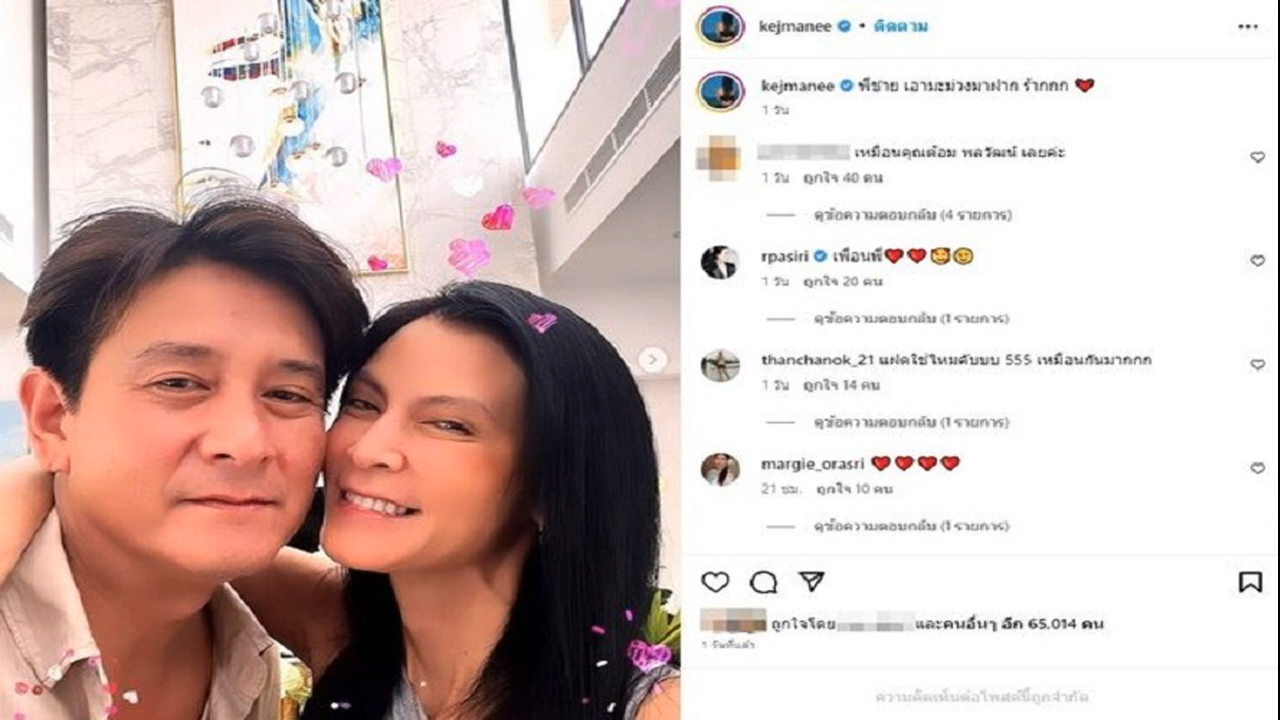 kejmanee • ติดตาม
kejmanee พี่ชาย เอามะม่วงมาฝาก ร้ากกก
1 วัน
เหมือนคุณต้อม พลวัฒน์ เลยค่ะ
1 วัน ถูกใจ 40 คน
ดูข้อความตอบกลับ (4 รายการ)
rpasiri เพื่อนพี่
1 วัน ถูกใจ 20 คน
ดูข้อความตอบกลับ (1 รายการ)
thanchanok_21 แฝดใช่ไหมคับบบ 555 เหมือนกันมากกก
1 วัน ถูกใจ 14 คน
ดูข้อความตอบกลับ (1 รายการ)
margie_orasri
21 ชม. ถูกใจ 10 คน
ดูข้อความตอบกลับ (1 รายการ)
ถูกใจโดย และคนอื่นๆ อีก 65,014 คน
1 วันที่แล้ว
ความคิดเห็นต่อโพสต์นี้ถูกจำกัด